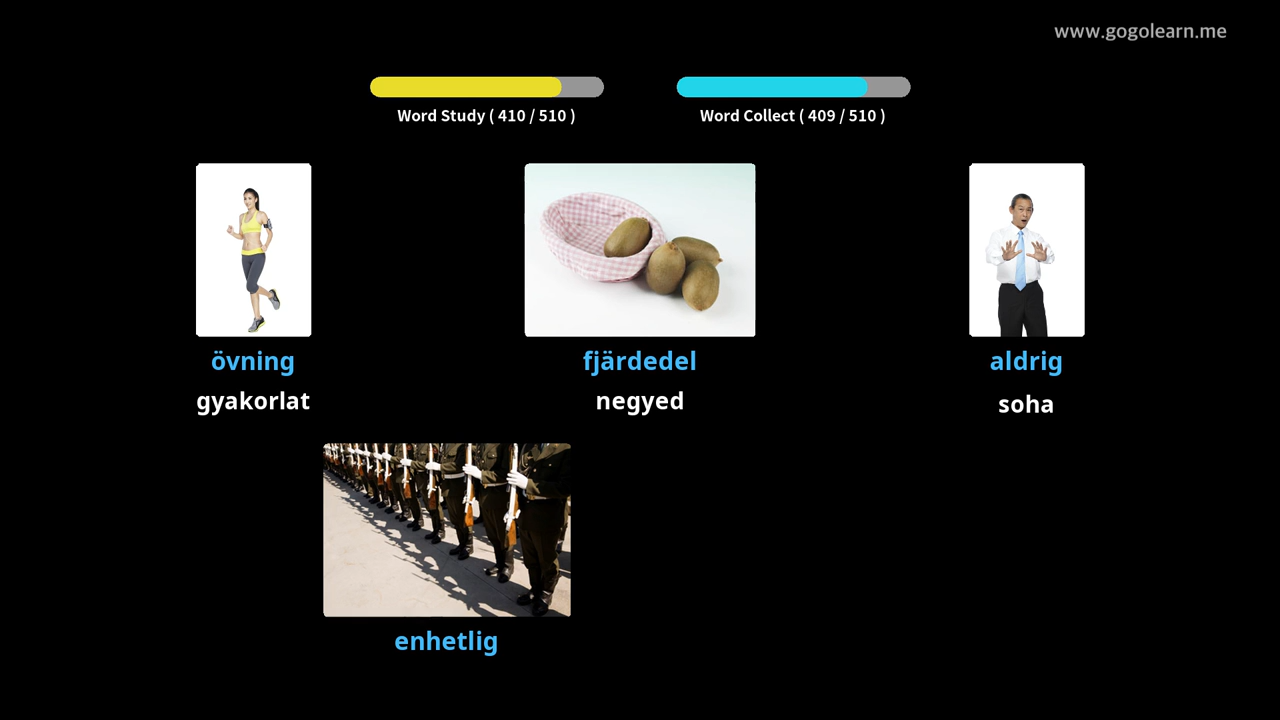 www.gogolearn.me
Word Study ( 410 / 510 )
Word Collect ( 409 / 510 )
övning
fjärdedel
aldrig
gyakorlat
negyed
soha
enhetlig